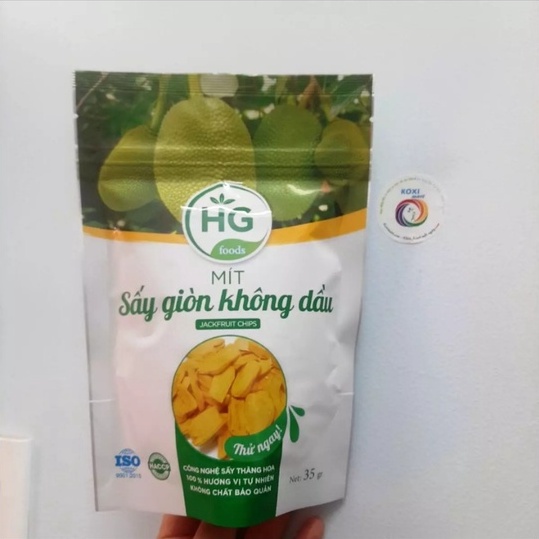 HG
foods
MÍT
Sấy giòn không dầu
JACKFRUIT CHIPS
Thử ngay!
ISO
HACCP
CÔNG NGHỆ SẤY THĂNG HOA
100% HƯƠNG VỊ TỰ NHIÊN
KHÔNG CHẤT BẢO QUẢN
Net: 35 gr
KOXI